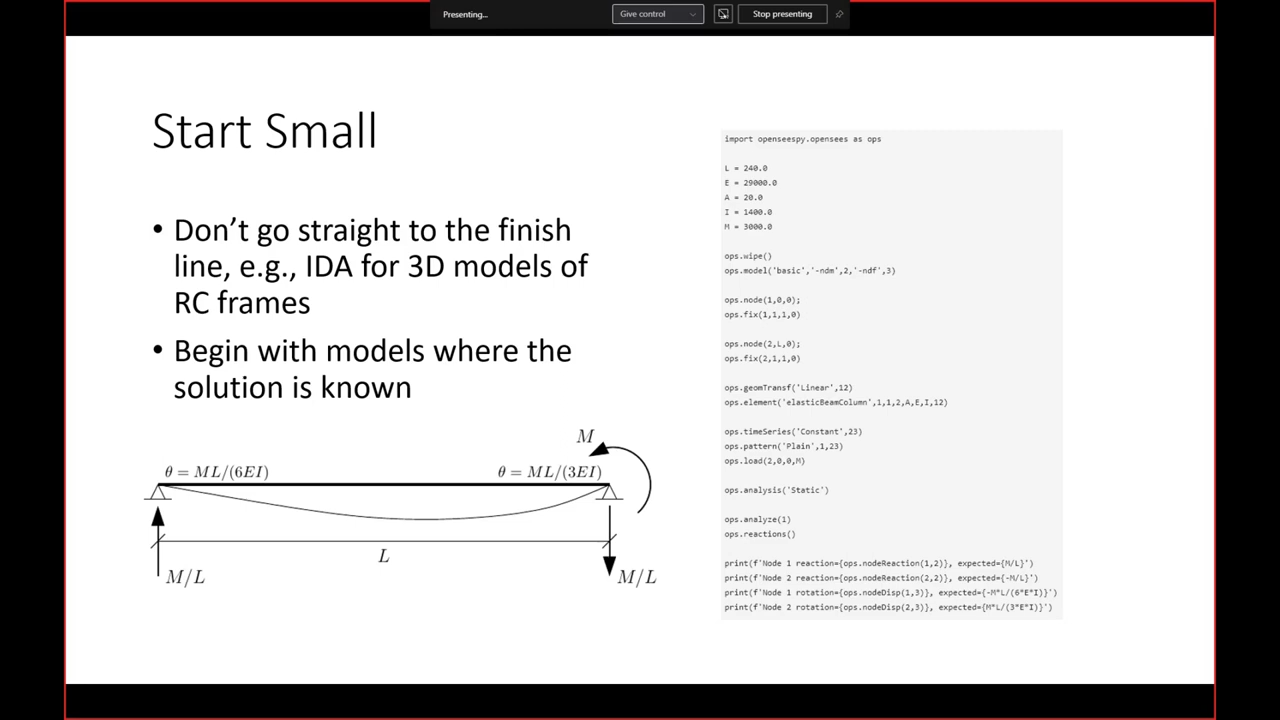 Presenting...
Give control
Stop presenting
Start Small
• Don't go straight to the finish
line, e.g., IDA for 3D models of
RC frames
• Begin with models where the
solution is known
M
θ = ML/(6EI)
θ = ML/(3EI)
L
M/L
M/L
import openseespy.opensees as ops
L = 240.0
E = 29000.0
A = 20.0
I = 1400.0
M = 3000.0
ops.wipe()
ops.model('basic','-ndm',2,'-ndf',3)
ops.node(1,0,0);
ops.fix(1,1,1,0)
ops.node(2,L,0);
ops.fix(2,1,1,0)
ops.geomTransf('Linear',12)
ops.element('elasticBeamColumn',1,1,2,A,E,I,12)
ops.timeSeries('Constant',23)
ops.pattern('Plain',1,23)
ops.load(2,0,0,M)
ops.analysis('Static')
ops.analyze(1)
ops.reactions()
print(f'Node 1 reaction={ops.nodeReaction(1,2)}, expected={M/L}')
print(f'Node 2 reaction={ops.nodeReaction(2,2)}, expected={-M/L}')
print(f'Node 1 rotation={ops.nodeDisp(1,3)}, expected={-M*L/(6*E*I)}')
print(f'Node 2 rotation={ops.nodeDisp(2,3)}, expected={M*L/(3*E*I)}')